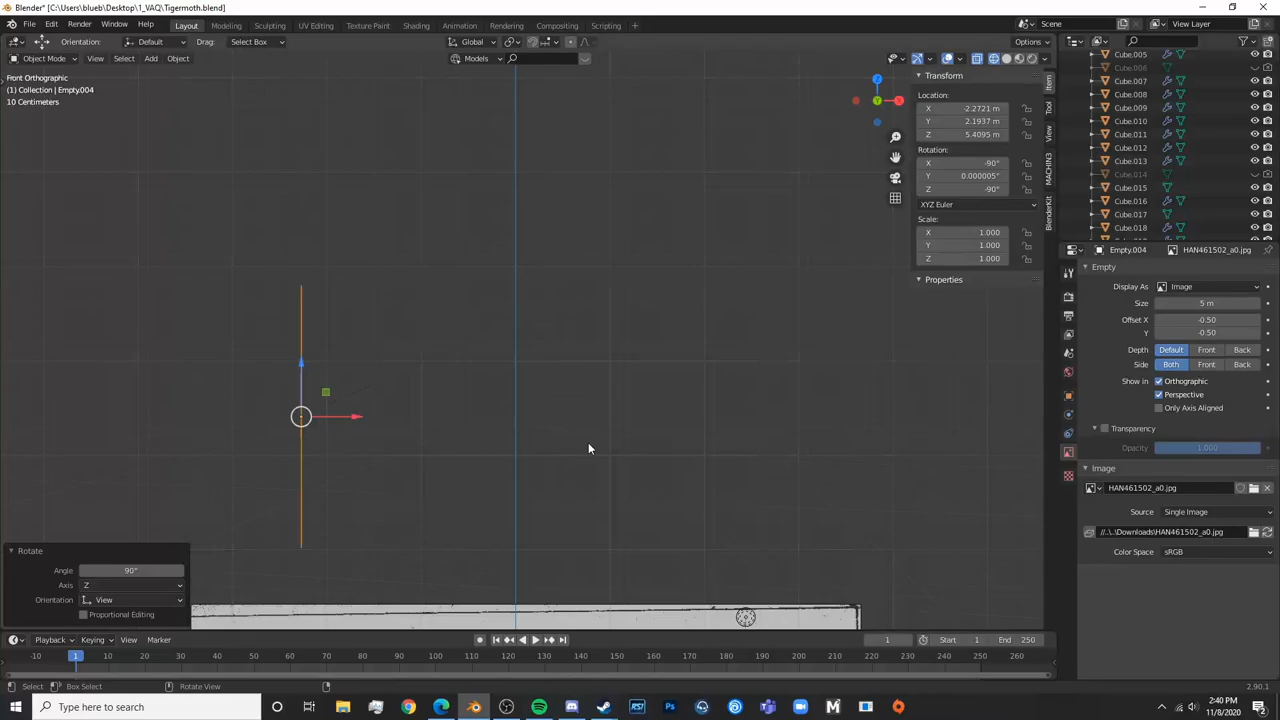 Blender* [C:\Users\blueb\Desktop\1_VAQ\Tigermoth.blend]
File Edit Render Window Help Layout Modeling Sculpting UV Editing Texture Paint Shading Animation Rendering Compositing Scripting Scene View Layer
Orientation: Default Drag: Select Box Global Options
Object Mode View Select Add Object Models
Front Orthographic
(1) Collection | Empty.004
10 Centimeters
Z
Y
X
Transform
Location:
X -2.2721 m
Y 2.1937 m
Z 5.4095 m
Rotation:
X -90°
Y 0.000005°
Z -90°
XYZ Euler
Scale:
X 1.000
Y 1.000
Z 1.000
Properties
Item
Tool
View
MACHIN3
BlenderKit
Cube.005
Cube.006
Cube.007
Cube.008
Cube.009
Cube.010
Cube.011
Cube.012
Cube.013
Cube.014
Cube.015
Cube.016
Cube.017
Cube.018
Empty.004 HAN461502_a0.jpg
Empty
Display As Image
Size 5 m
Offset X -0.50
Y -0.50
Depth Default Front Back
Side Both Front Back
Show in Orthographic
Perspective
Only Axis Aligned
Transparency
Opacity 1.000
Image
HAN461502_a0.jpg
Source Single Image
//..\..\Downloads\HAN461502_a0.jpg
Color Space sRGB
Rotate
Angle 90°
Axis Z
Orientation View
Proportional Editing
Playback Keying View Marker 1 Start 1 End 250
-10 1 10 20 30 40 50 60 70 80 90 100 110 120 130 140 150 160 170 180 190 200 210 220 230 240 250 260
Select Box Select Rotate View 2.90.1
Type here to search RSI Ps M 2:40 PM
11/8/2020